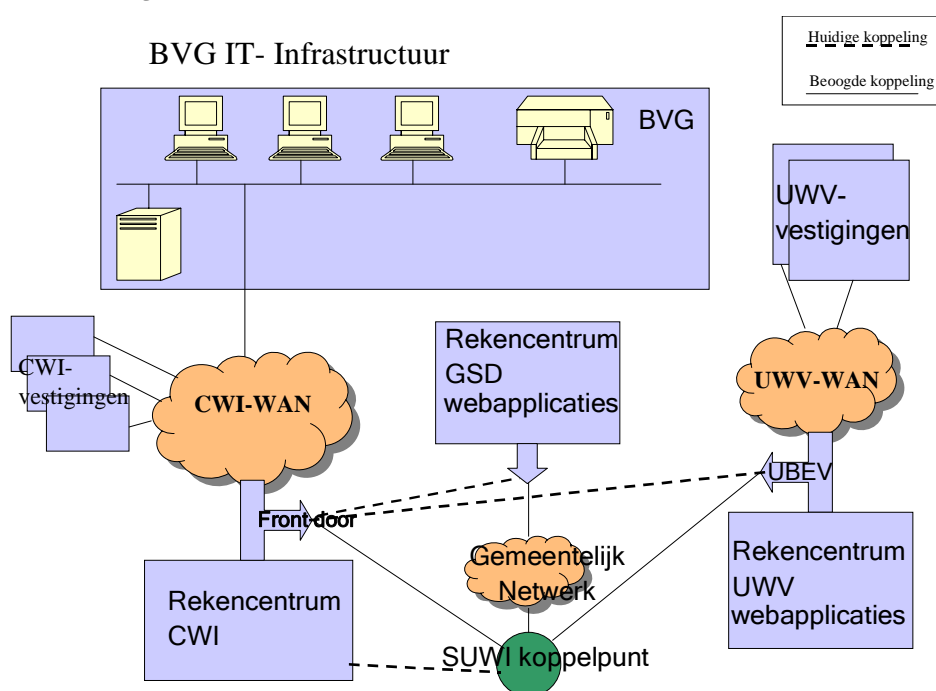 BVG IT- Infrastructuur
Huidige koppeling
Beoogde koppeling
BVG
UWV-
vestigingen
Rekencentrum
GSD
webapplicaties
CWI-
vestigingen
CWI-WAN
UWV-WAN
Front-door
UBEV
Gemeentelijk
Netwerk
Rekencentrum
UWV
webapplicaties
Rekencentrum
CWI
SUWI koppelpunt